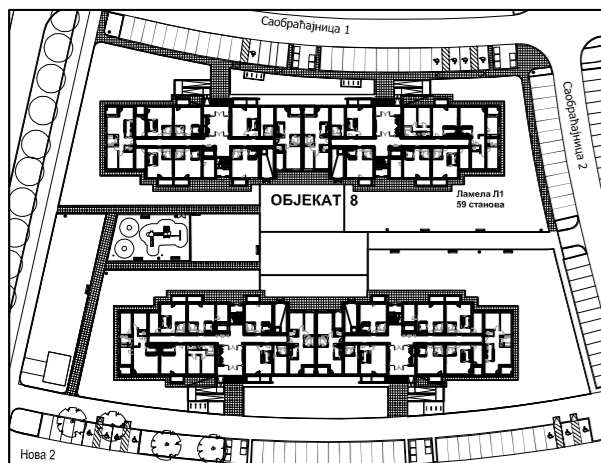 Саобраћајница 1
Саобраћајница 2
ОБЈЕКАТ 8
Ламела Л1
59 станова
Нова 2